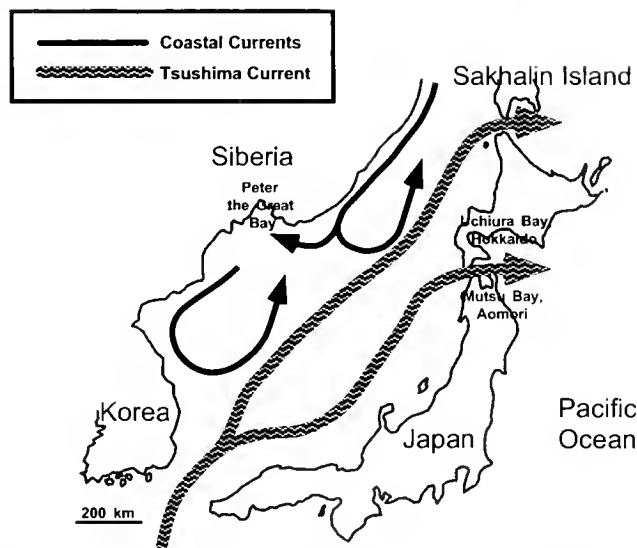 Coastal Currents
Tsushima Current
Sakhalin Island
Siberia
Peter
the Great
Bay
Uchiura Bay,
Hokkaido
Mutsu Bay,
Aomori
Korea
Japan
Pacific
Ocean
200 km